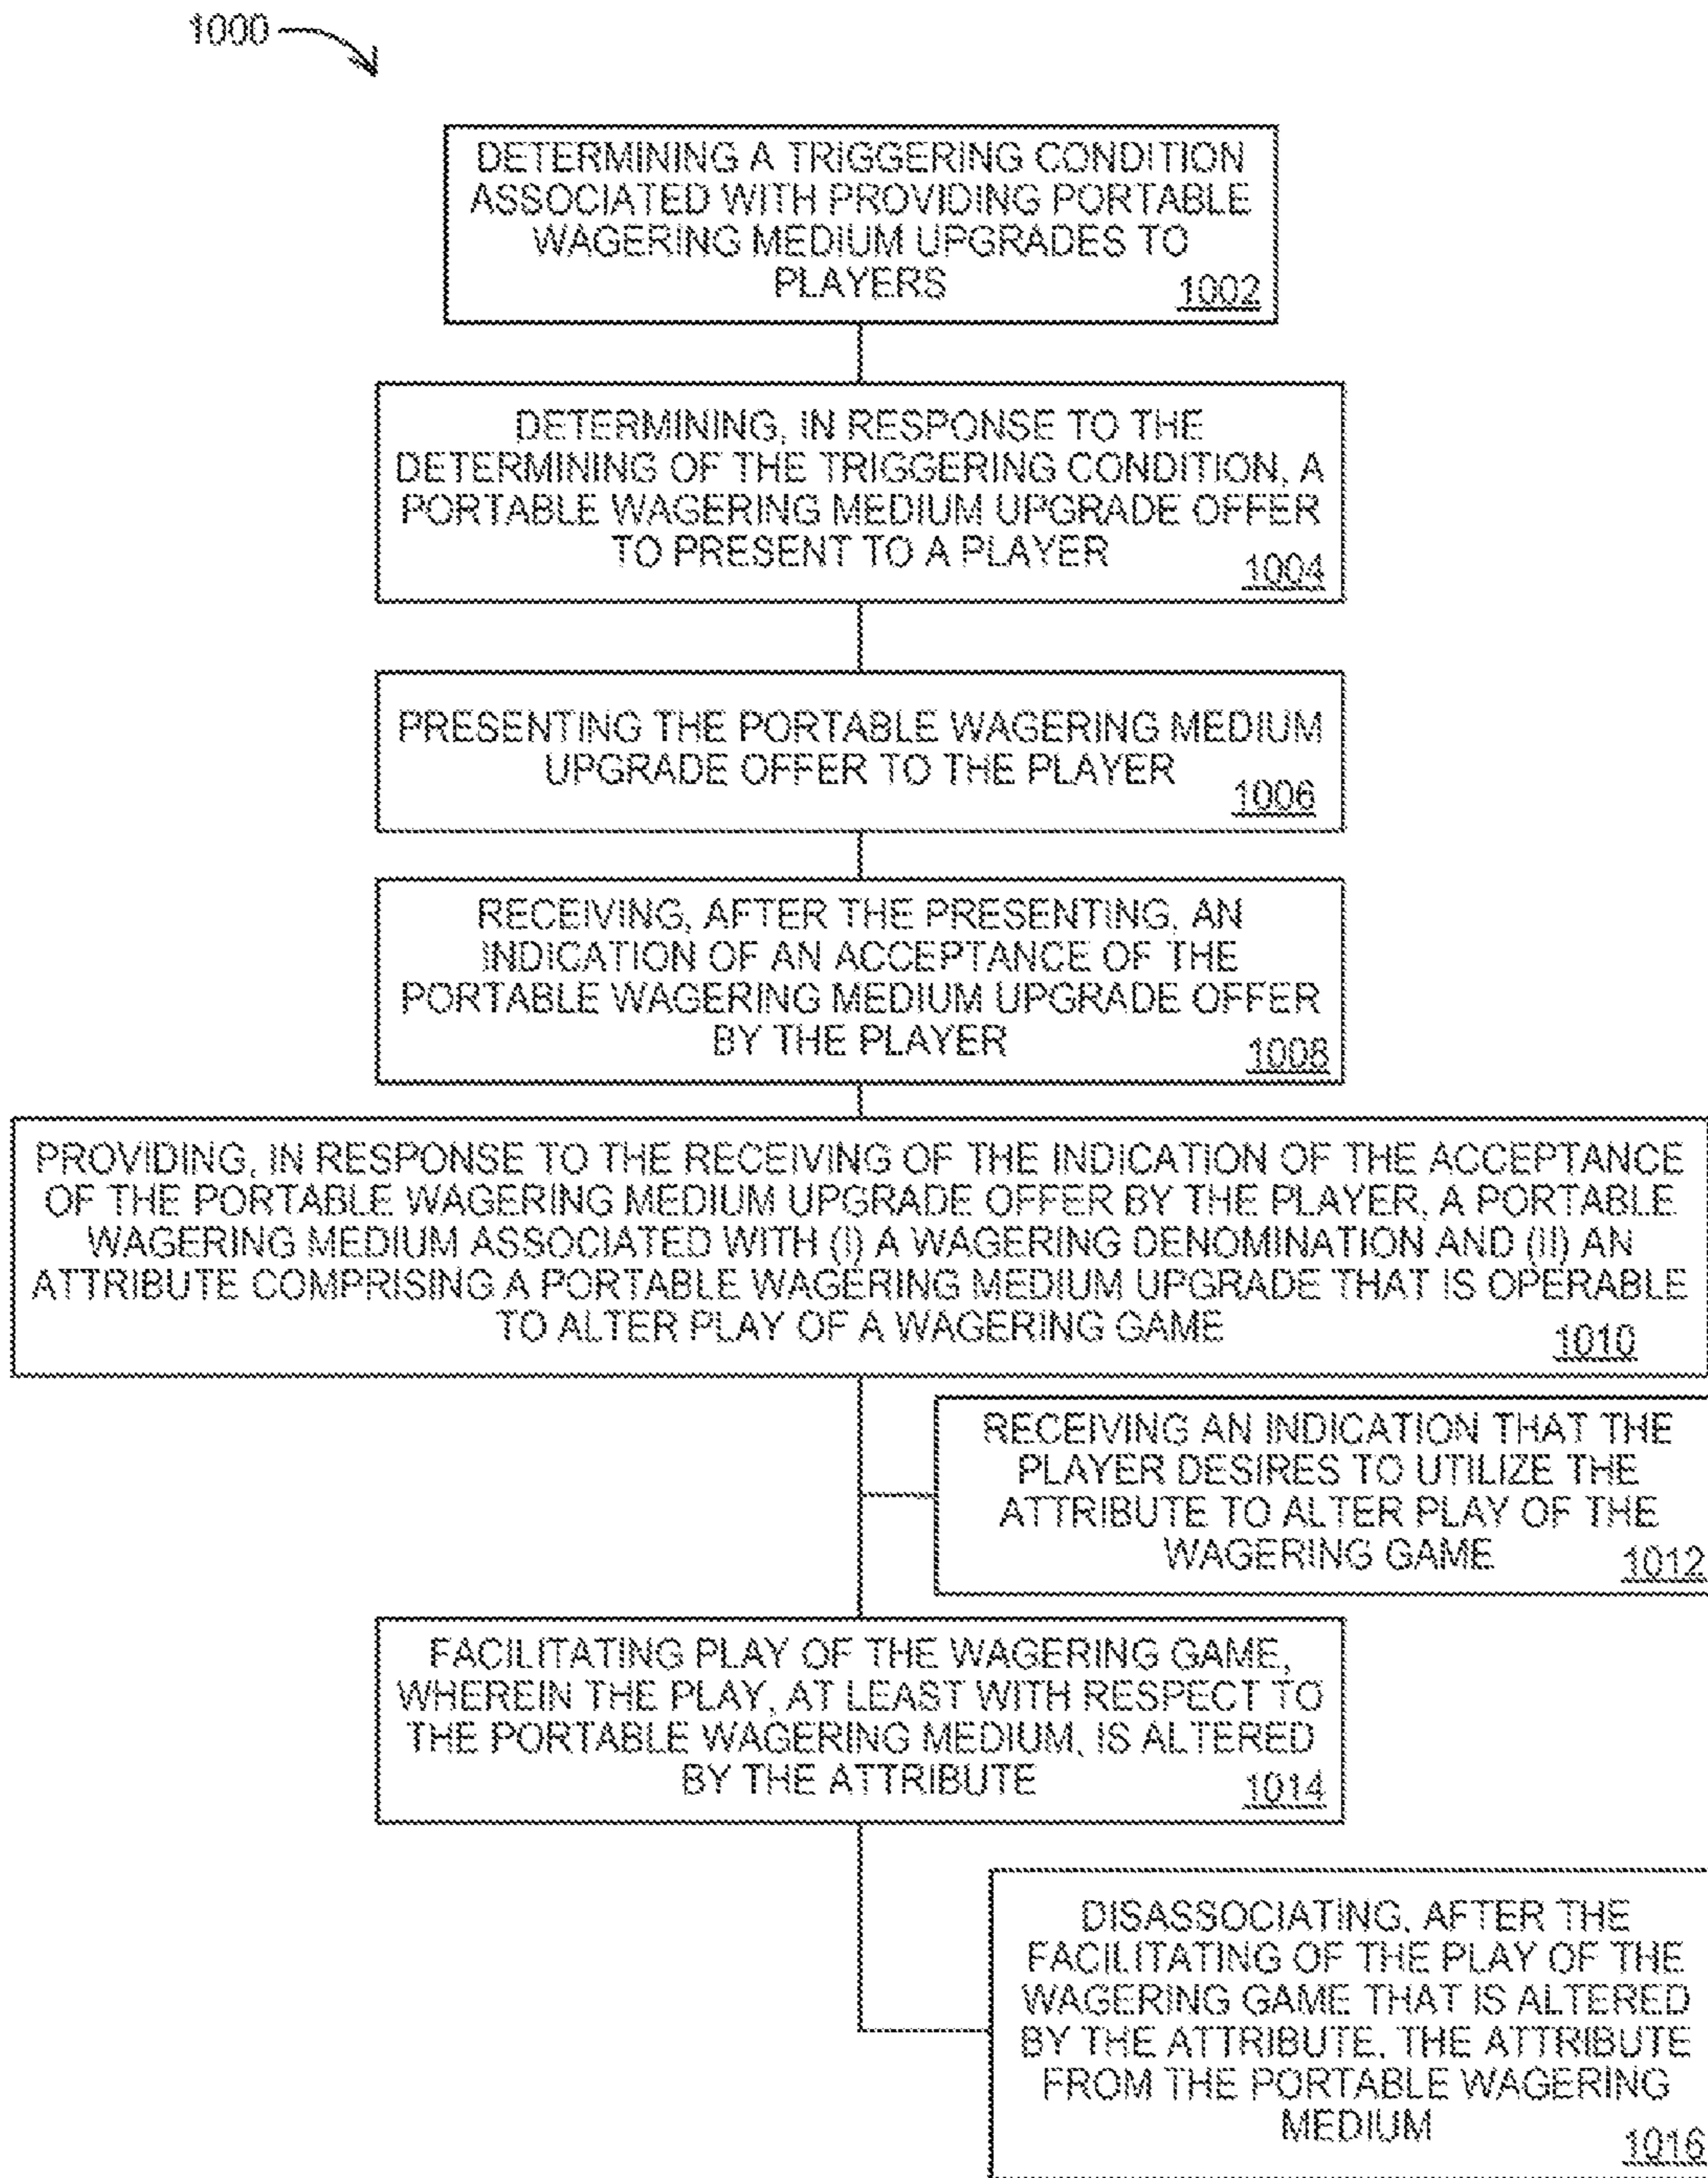 1000
DETERMINING A TRIGGERING CONDITION
ASSOCIATED WITH PROVIDING PORTABLE
WAGERING MEDIUM UPGRADES TO
PLAYERS
1002
DETERMINING, IN RESPONSE TO THE
DETERMINING OF THE TRIGGERING CONDITION, A
PORTABLE WAGERING MEDIUM UPGRADE OFFER
TO PRESENT TO A PLAYER
1004
PRESENTING THE PORTABLE WAGERING MEDIUM
UPGRADE OFFER TO THE PLAYER
1006
RECEIVING, AFTER THE PRESENTING, AN
INDICATION OF AN ACCEPTANCE OF THE
PORTABLE WAGERING MEDIUM UPGRADE OFFER
BY THE PLAYER
1008
PROVIDING, IN RESPONSE TO THE RECEIVING OF THE INDICATION OF THE ACCEPTANCE
OF THE PORTABLE WAGERING MEDIUM UPGRADE OFFER BY THE PLAYER, A PORTABLE
WAGERING MEDIUM ASSOCIATED WITH (I) A WAGERING DENOMINATION AND (II) AN
ATTRIBUTE COMPRISING A PORTABLE WAGERING MEDIUM UPGRADE THAT IS OPERABLE
TO ALTER PLAY OF A WAGERING GAME
1010
RECEIVING AN INDICATION THAT THE
PLAYER DESIRES TO UTILIZE THE
ATTRIBUTE TO ALTER PLAY OF THE
WAGERING GAME
1012
FACILITATING PLAY OF THE WAGERING GAME,
WHEREIN THE PLAY, AT LEAST WITH RESPECT TO
THE PORTABLE WAGERING MEDIUM, IS ALTERED
BY THE ATTRIBUTE
1014
DISASSOCIATING, AFTER THE
FACILITATING OF THE PLAY OF THE
WAGERING GAME THAT IS ALTERED
BY THE ATTRIBUTE, THE ATTRIBUTE
FROM THE PORTABLE WAGERING
MEDIUM
1016